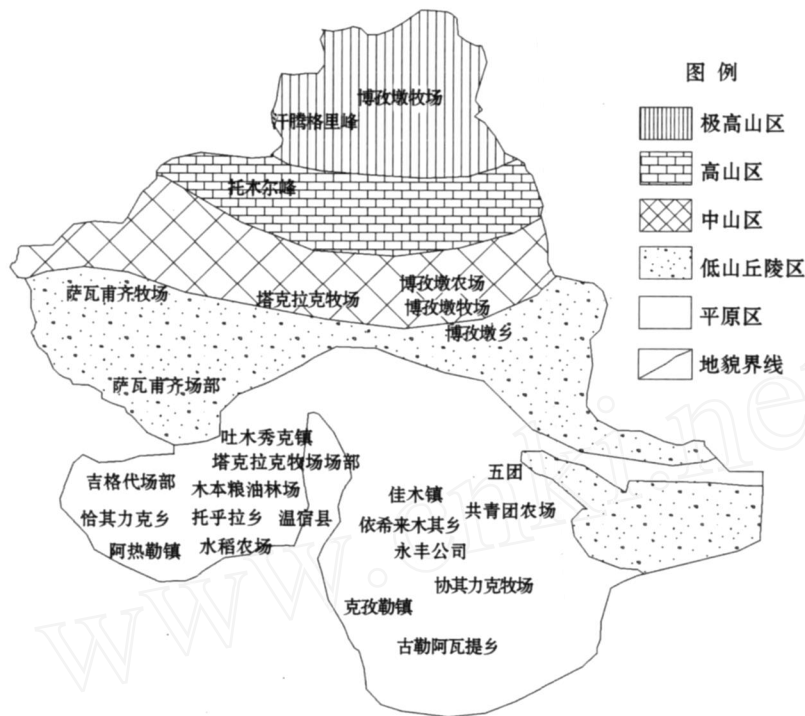 图 例
博孜墩牧场
汗腾格里峰
极高山区
托木尔峰
高山区
中山区
低山丘陵区
平原区
地貌界线
博孜墩农场
萨瓦甫齐牧场
塔克拉克牧场
博孜墩牧场
博孜墩乡
萨瓦甫齐场部
吐木秀克镇
塔克拉克牧场场部
五团
吉格代场部
木本粮油林场
佳木镇
共青团农场
恰其力克乡
托乎拉乡
温宿县
依希来木其乡
阿热勒镇
水稻农场
永丰公司
协其力克牧场
克孜勒镇
古勒阿瓦提乡
www.cnki.ne